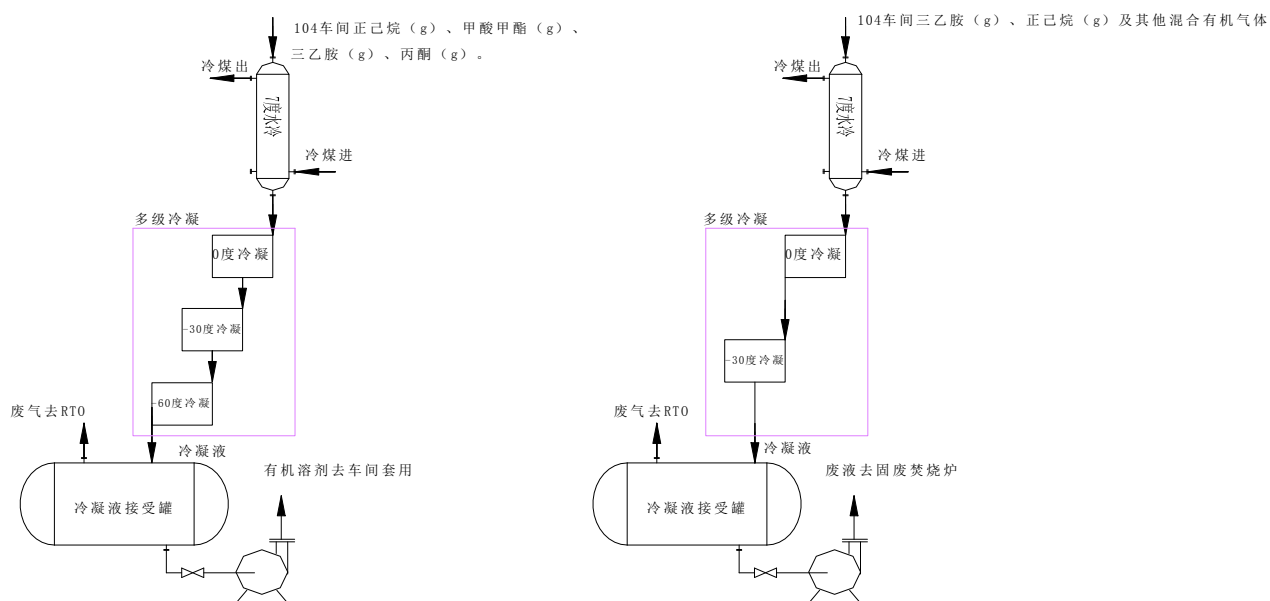 104车间正己烷（g）、甲酸甲酯（g）、
三乙胺（g）、丙酮（g）。
冷煤出
7度水冷
冷煤进
多级冷凝
0度冷凝
-30度冷凝
-60度冷凝
废气去RTO
冷凝液
有机溶剂去车间套用
冷凝液接受罐
104车间三乙胺（g）、正己烷（g）及其他混合有机气体
冷煤出
7度水冷
冷煤进
多级冷凝
0度冷凝
-30度冷凝
废气去RTO
冷凝液
废液去固废焚烧炉
冷凝液接受罐